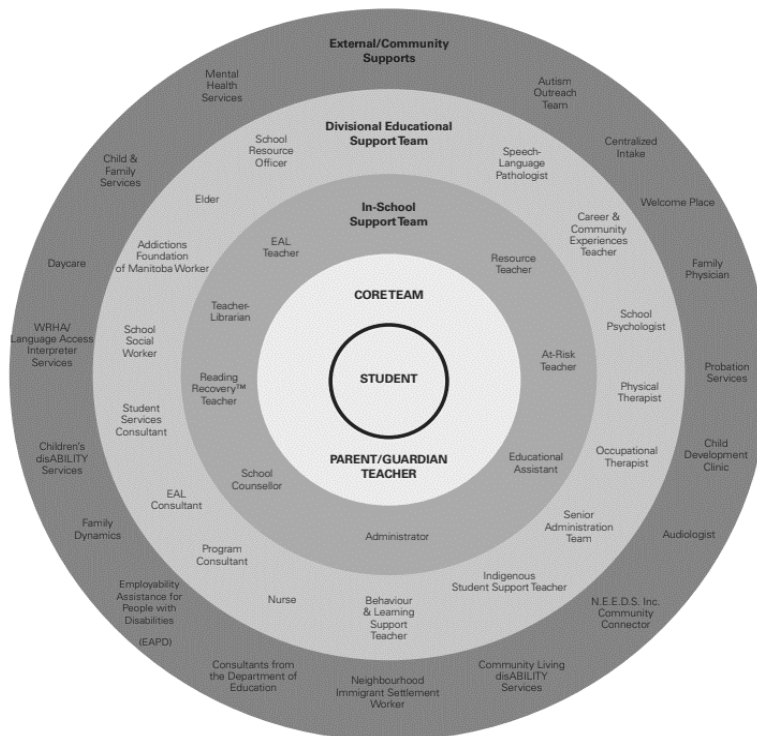 External/Community
Supports
Mental
Health
Services
Autism
Outreach
Team
Child &
Family
Services
Centralized
Intake
Daycare
Welcome Place
WRHA/
Language Access
Interpreter
Services
Family
Physician
Children's
disABILITY
Services
Probation
Services
Family
Dynamics
Child
Development
Clinic
Employability
Assistance for
People with
Disabilities
(EAPD)
Audiologist
Consultants from
the Department of
Education
N.E.E.D.S. Inc.
Community
Connector
Neighbourhood
Immigrant Settlement
Worker
Community Living
disABILITY
Services
Divisional Educational
Support Team
School
Resource
Officer
Speech-
Language
Pathologist
Elder
Career &
Community
Experiences
Teacher
Addictions
Foundation
of Manitoba Worker
School
Psychologist
School
Social
Worker
Physical
Therapist
Student
Services
Consultant
Occupational
Therapist
EAL
Consultant
Senior
Administration
Team
Program
Consultant
Indigenous
Student Support Teacher
Nurse
Behaviour
& Learning
Support
Teacher
In-School
Support Team
EAL
Teacher
Resource
Teacher
Teacher-
Librarian
At-Risk
Teacher
Reading
Recovery™
Teacher
Educational
Assistant
School
Counsellor
Administrator
CORE TEAM
STUDENT
PARENT/GUARDIAN
TEACHER